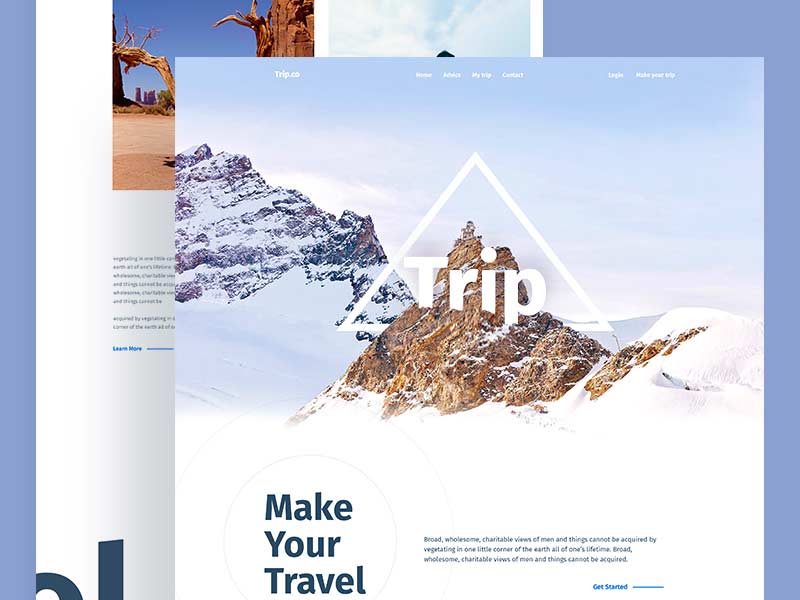 Trip.co
Home Advice My trip Contact
Login Make your trip
Trip
vegetating in one little corner
earth all of one's lifetime.
wholesome, charitable views
and things cannot be
wholesome, charitable
and things cannot be
acquired by vegetating in
corner of the earth all of
Learn More
Make
Your
Travel
Broad, wholesome, charitable views of men and things cannot be acquired by
vegetating in one little corner of the earth all of one's lifetime. Broad,
wholesome, charitable views of men and things cannot be acquired.
Get Started